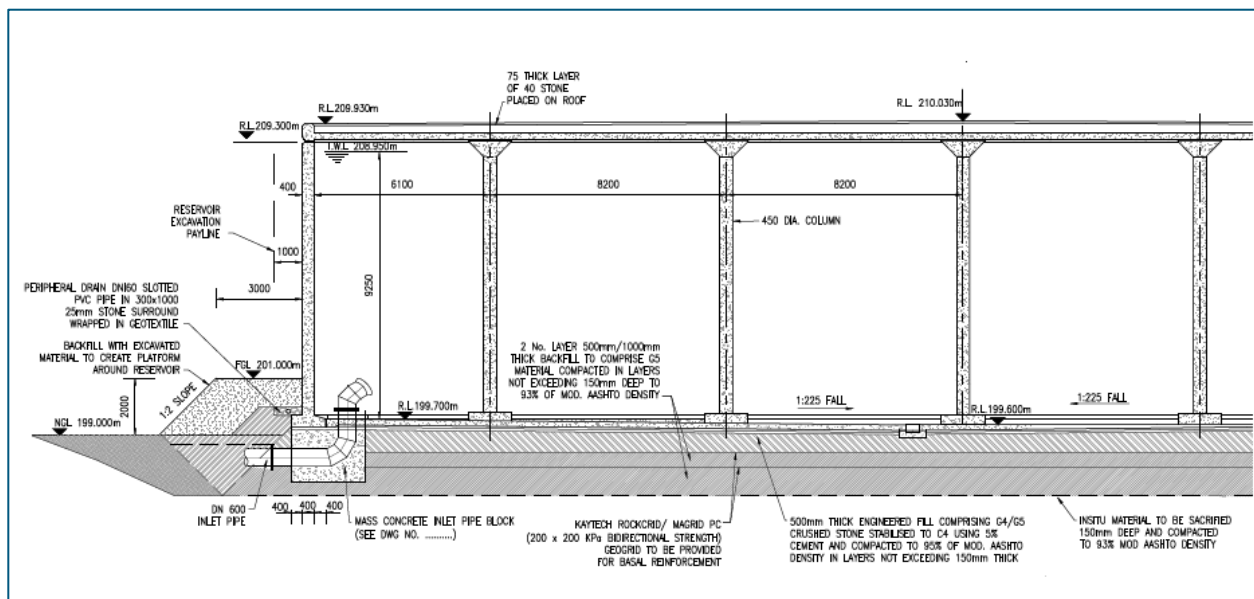 75 THICK LAYER
OF 40 STONE
PLACED ON ROOF
R.L.209.930m
R.L. 210.030m
R.L.209.300m
T.W.L 208.950m
400
6100
8200
8200
RESERVOIR
EXCAVATION
PAYLINE
450 DIA. COLUMN
1000
9250
3000
PERIPHERAL DRAIN DN160 SLOTTED
PVC PIPE IN 300x1000
25mm STONE SURROUND
WRAPPED IN GEOTEXTILE
BACKFILL WITH EXCAVATED
MATERIAL TO CREATE PLATFORM
AROUND RESERVOIR
2 No. LAYER 500mm/1000mm
THICK BACKFILL TO COMPRISE G5
MATERIAL COMPACTED IN LAYERS
NOT EXCEEDING 150mm DEEP TO
93% OF MOD. AASHTO DENSITY
FGL 201.000m
2000
1:2 SLOPE
R.L 199.700m
1:225 FALL
1:225 FALL
R.L.199.600m
NGL 199.000m
DN 600
INLET PIPE
400 400 400
MASS CONCRETE INLET PIPE BLOCK
(SEE DWG NO. ..........)
KAYTECH ROCKGRID/ MAGRID PC
(200 x 200 KPa BIDIRECTIONAL STRENGTH)
GEOGRID TO BE PROVIDED
FOR BASAL REINFORCEMENT
500mm THICK ENGINEERED FILL COMPRISING G4/G5
CRUSHED STONE STABILISED TO C4 USING 5%
CEMENT AND COMPACTED TO 95% OF MOD. AASHTO
DENSITY IN LAYERS NOT EXCEEDING 150mm THICK
INSITU MATERIAL TO BE SACRIFIED
150mm DEEP AND COMPACTED
TO 93% MOD AASHTO DENSITY